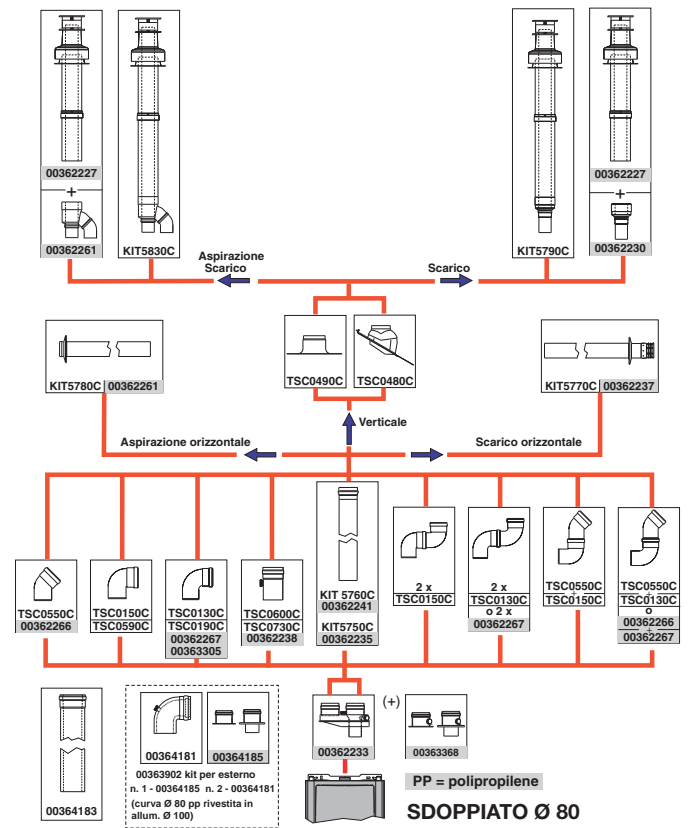 00362227
+
00362261
KIT5830C
KIT5790C
00362227
+
00362230
Aspirazione
Scarico
Scarico
TSC0490C
TSC0480C
KIT5780C
00362261
KIT5770C
00362237
Verticale
Aspirazione orizzontale
Scarico orizzontale
TSC0550C
00362266
TSC0150C
TSC0590C
TSC0130C
TSC0190C
00362267
00363305
TSC0600C
TSC0730C
00362238
KIT 5760C
00362241
KIT5750C
00362235
2 x
TSC0150C
2 x
TSC0130C
o 2 x
00362267
TSC0550C
+
TSC0150C
TSC0550C
+
TSC0130C
o
00362266
+
00362267
00364183
00364181
00364185
00363902 kit per esterno
n. 1 - 00364185 n. 2 - 00364181
(curva Ø 80 pp rivestita in
allum. Ø 100)
00362233
(+)
00363368
PP = polipropilene
SDOPPIATO Ø 80